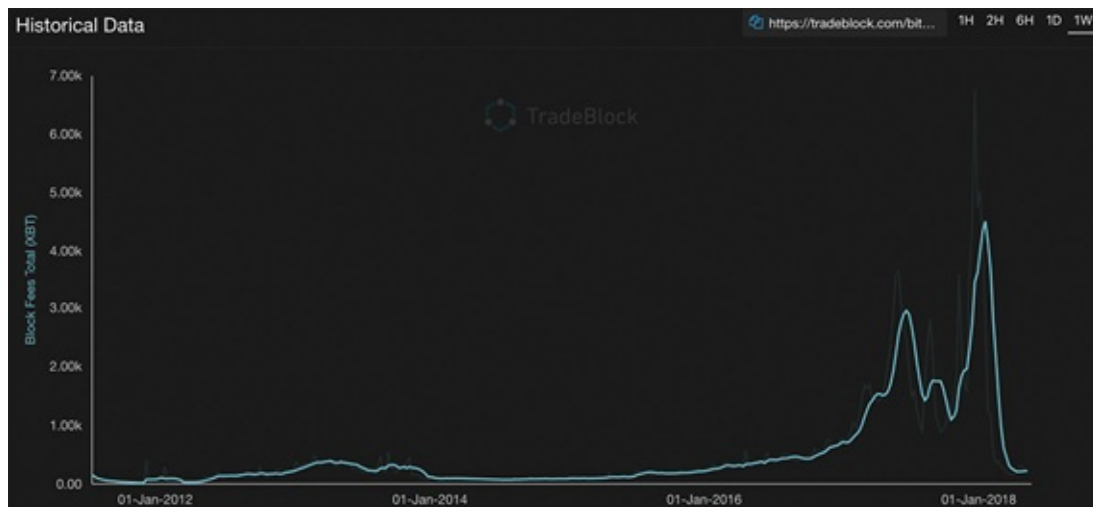 Historical Data
https://tradeblock.com/bit... 1H 2H 6H 1D 1W
TradeBlock
Block Fees Total (XBT)
7.00k
6.00k
5.00k
4.00k
3.00k
2.00k
1.00k
0.00
01-Jan-2012 01-Jan-2014 01-Jan-2016 01-Jan-2018